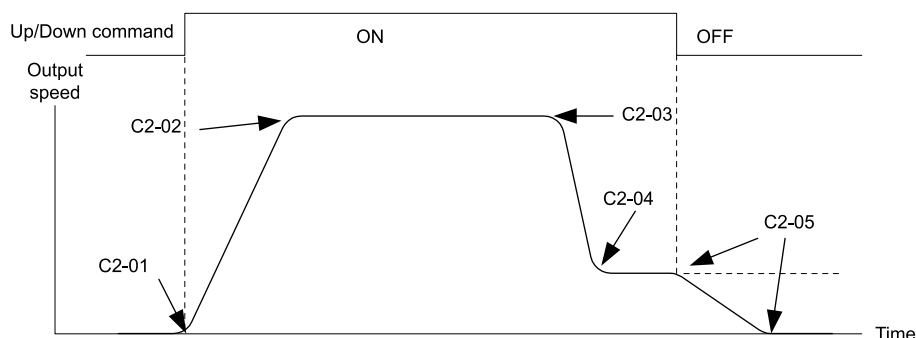 Up/Down command
ON
OFF
Output
speed
C2-02
C2-03
C2-04
C2-05
C2-01
Time